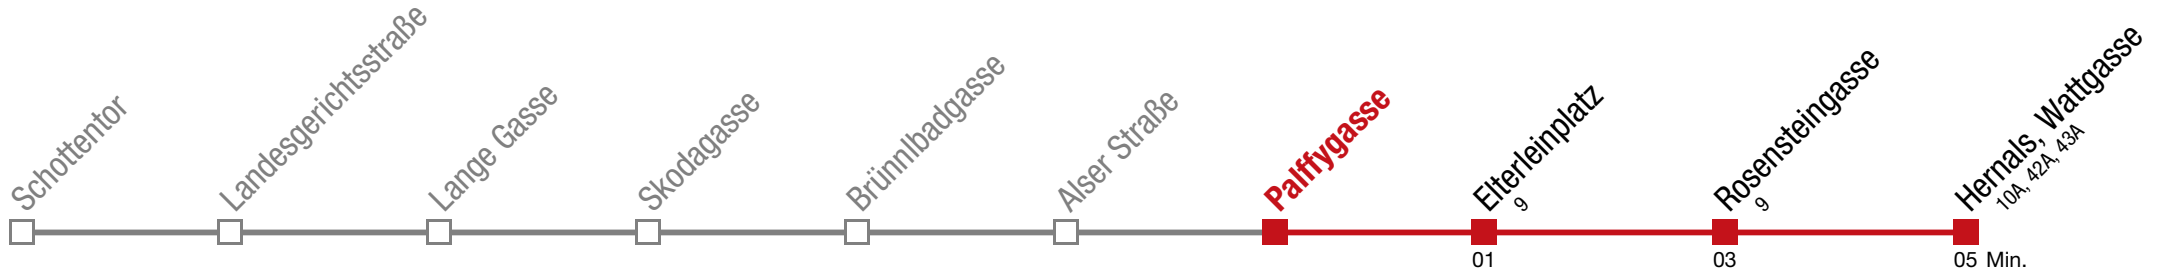 Schottentor
Landesgerichtsstraße
Lange Gasse
Skodagasse
Brünnlbadgasse
Alser Straße
Palffygasse
Elterleinplatz
9
Rosensteingasse
9
Hernals, Wattgasse
10A, 42A, 43A
01
03
05 Min.